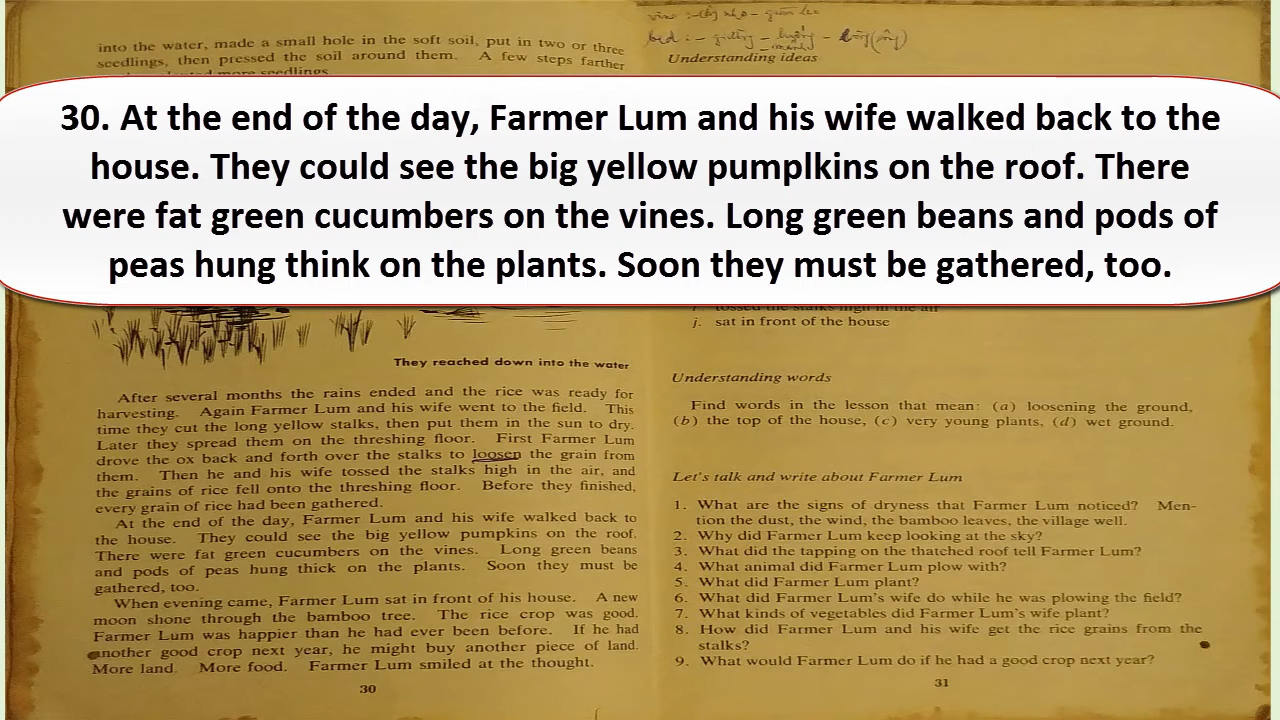 into the water, made a small hole in the soft soil, put in two or three
seedlings, then pressed the soil around them. A few steps farther
more seedlings.
30. At the end of the day, Farmer Lum and his wife walked back to the
house. They could see the big yellow pumplkins on the roof. There
were fat green cucumbers on the vines. Long green beans and pods of
peas hung think on the plants. Soon they must be gathered, too.
They reached down into the water
After several months the rains ended and the rice was ready for
harvesting. Again Farmer Lum and his wife went to the field. This
time they cut the long yellow stalks, then put them in the sun to dry.
Later they spread them on the threshing floor. First Farmer Lum
drove the ox back and forth over the stalks to loosen the grain from
them. Then he and his wife tossed the stalks high in the air, and
the grains of rice fell onto the threshing floor. Before they finished,
every grain of rice had been gathered.
At the end of the day, Farmer Lum and his wife walked back to
the house. They could see the big yellow pumpkins on the roof.
There were fat green cucumbers on the vines. Long green beans
and pods of peas hung thick on the plants. Soon they must be
gathered, too.
When evening came, Farmer Lum sat in front of his house. A new
moon shone through the bamboo tree. The rice crop was good.
Farmer Lum was happier than he had ever been before. If he had
another good crop next year, he might buy another piece of land.
More land. More food. Farmer Lum smiled at the thought.
30
vine :
bed : - giường - luống
Understanding ideas
tossed the stalks high in the air
j. sat in front of the house
Understanding words
Find words in the lesson that mean: (a) loosening the ground,
(b) the top of the house, (c) very young plants, (d) wet ground.
Let's talk and write about Farmer Lum
1. What are the signs of dryness that Farmer Lum noticed? Men-
tion the dust, the wind, the bamboo leaves, the village well.
2. Why did Farmer Lum keep looking at the sky?
3. What did the tapping on the thatched roof tell Farmer Lum?
4. What animal did Farmer Lum plow with?
5. What did Farmer Lum plant?
6. What did Farmer Lum's wife do while he was plowing the field?
7. What kinds of vegetables did Farmer Lum's wife plant?
8. How did Farmer Lum and his wife get the rice grains from the
stalks?
9. What would Farmer Lum do if he had a good crop next year?
31